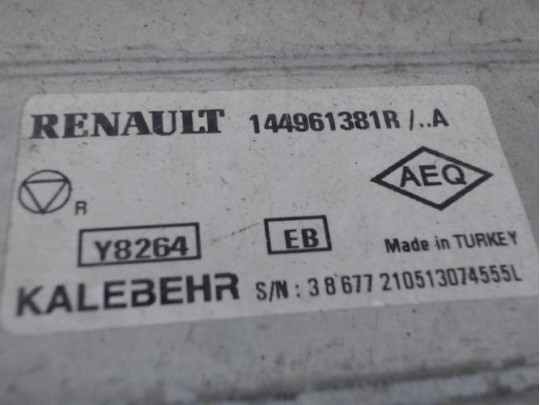 RENAULT 144961381R /..A
AEQ
R
Y8264 EB Made in TURKEY
KALEBEHR S/N : 3 8 677 210513074555L